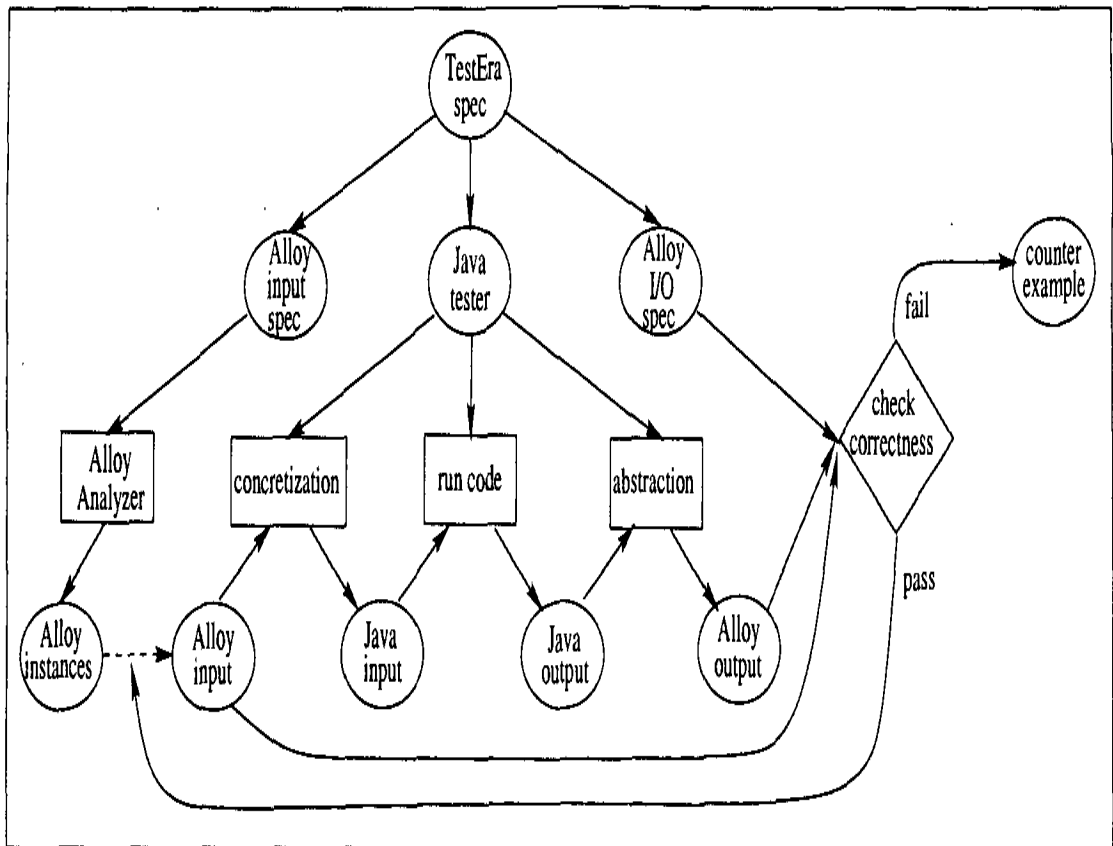 TestEra
spec
Alloy
input
spec
Java
tester
Alloy
I/O
spec
counter
example
fail
check
correctness
Alloy
Analyzer
concretization
run code
abstraction
pass
Alloy
instances
Alloy
input
Java
input
Java
output
Alloy
output